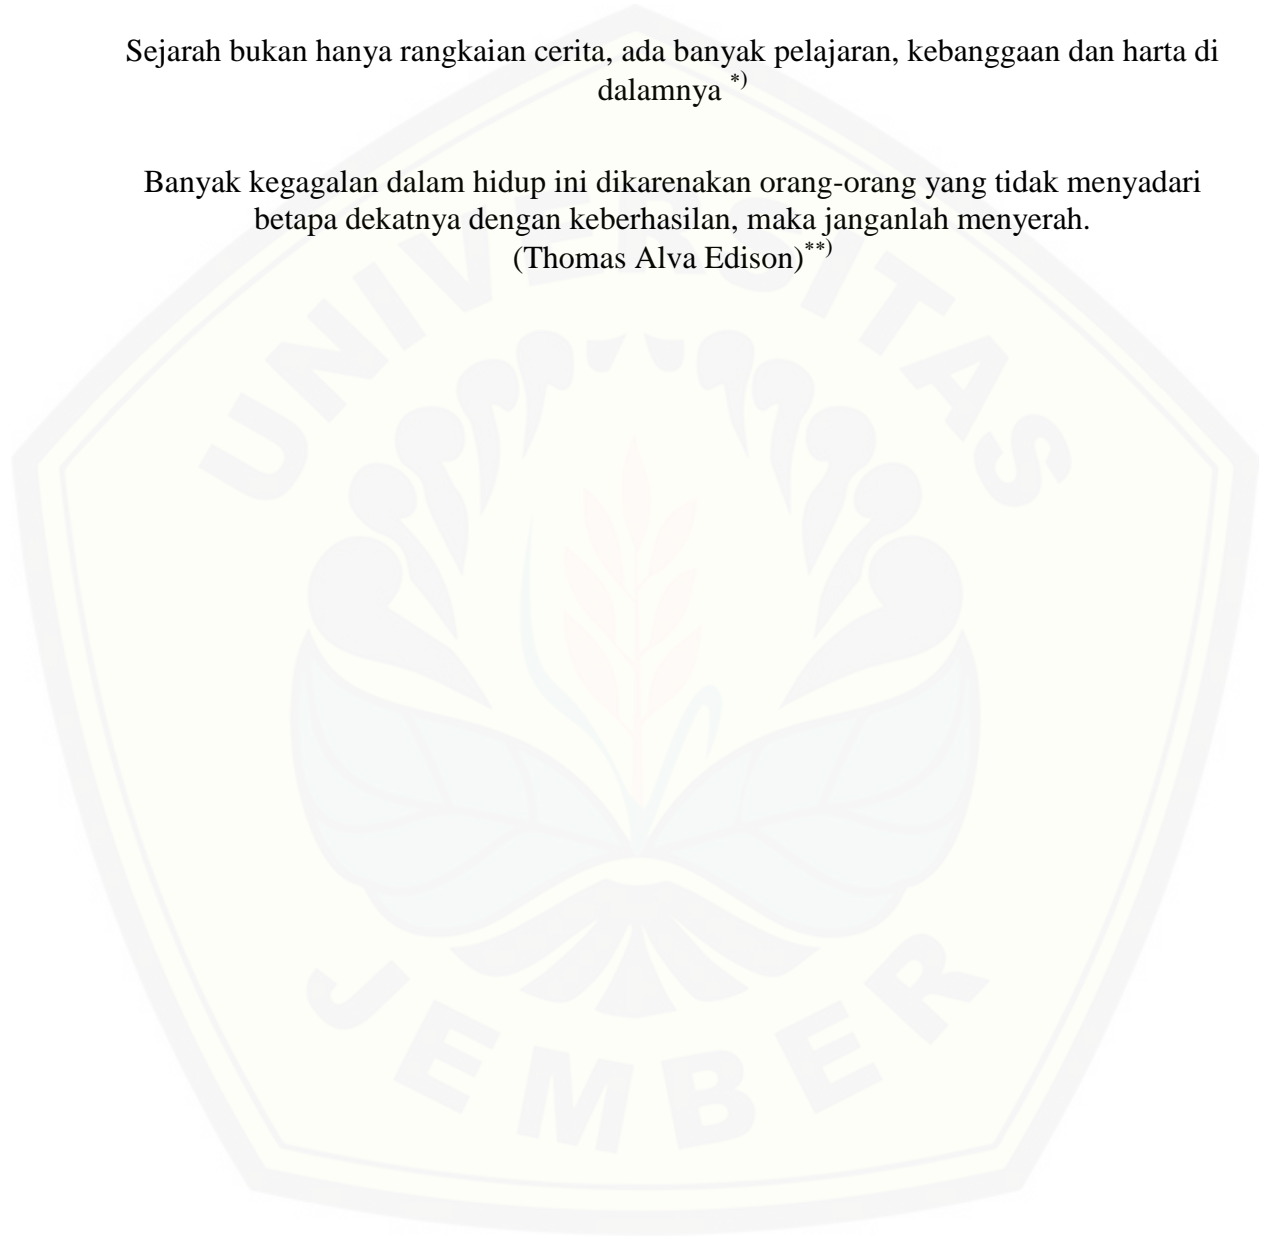 Sejarah bukan hanya rangkaian cerita, ada banyak pelajaran, kebanggaan dan harta di
dalamnya *)
Banyak kegagalan dalam hidup ini dikarenakan orang-orang yang tidak menyadari
betapa dekatnya dengan keberhasilan, maka janganlah menyerah.
(Thomas Alva Edison)**)
UNIVERSITAS
JEMBER